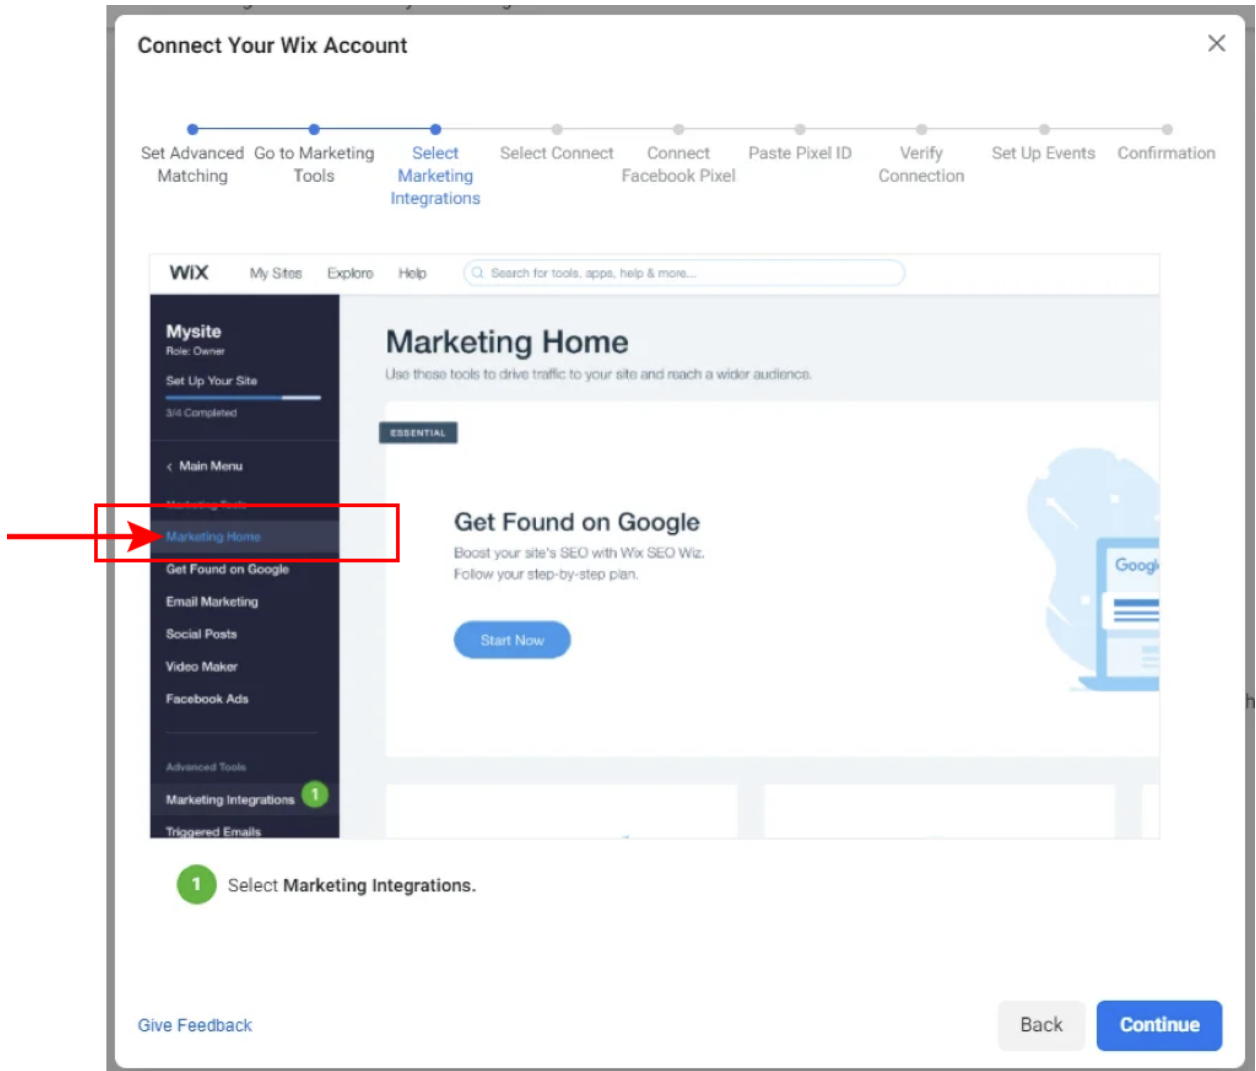 Connect Your Wix Account
Set Advanced Matching
Go to Marketing Tools
Select Marketing Integrations
Select Connect
Connect Facebook Pixel
Paste Pixel ID
Verify Connection
Set Up Events
Confirmation
WiX
My Sites
Explore
Help
Search for tools, apps, help & more...
Mysite
Role: Owner
Set Up Your Site
3/4 Completed
< Main Menu
Marketing Tools
Marketing Home
Get Found on Google
Email Marketing
Social Posts
Video Maker
Facebook Ads
Advanced Tools
Marketing Integrations 1
Triggered Emails
Marketing Home
Use these tools to drive traffic to your site and reach a wider audience.
ESSENTIAL
Get Found on Google
Boost your site's SEO with Wix SEO Wiz.
Follow your step-by-step plan.
Start Now
Googl
1 Select Marketing Integrations.
Give Feedback
Back
Continue